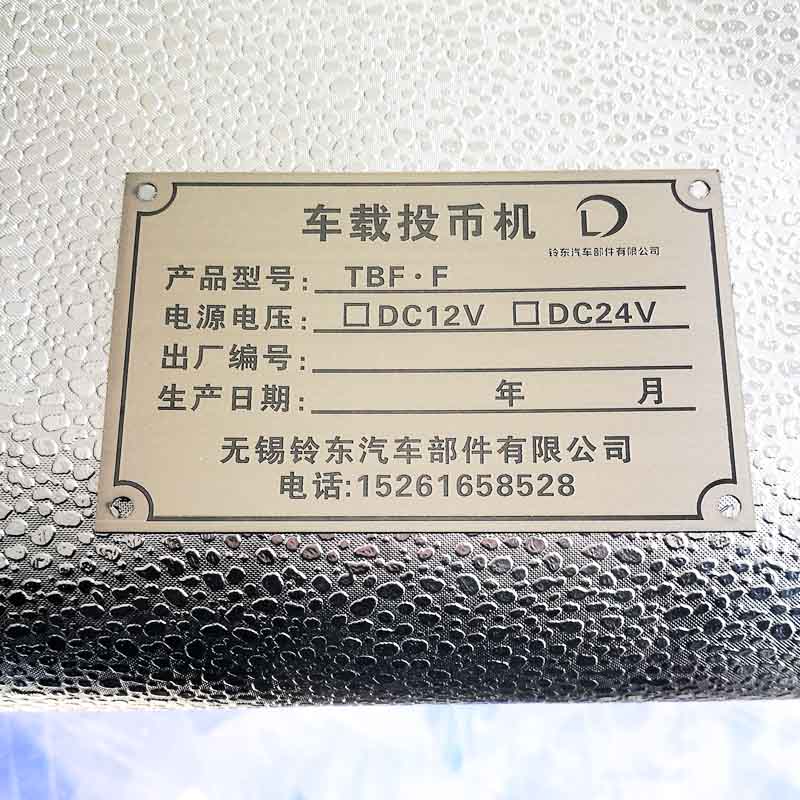 车载投币机
铃东汽车部件有限公司
产品型号: TBF·F
电源电压: □DC12V □DC24V
出厂编号:
生产日期: 年 月
无锡铃东汽车部件有限公司
电话:15261658528